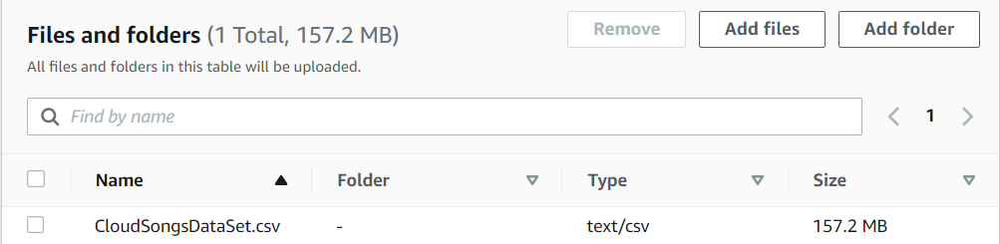 Files and folders (1 Total, 157.2 MB)
Remove
Add files
Add folder
All files and folders in this table will be uploaded.
Find by name
1
Name Folder Type Size
CloudSongsDataSet.csv - text/csv 157.2 MB